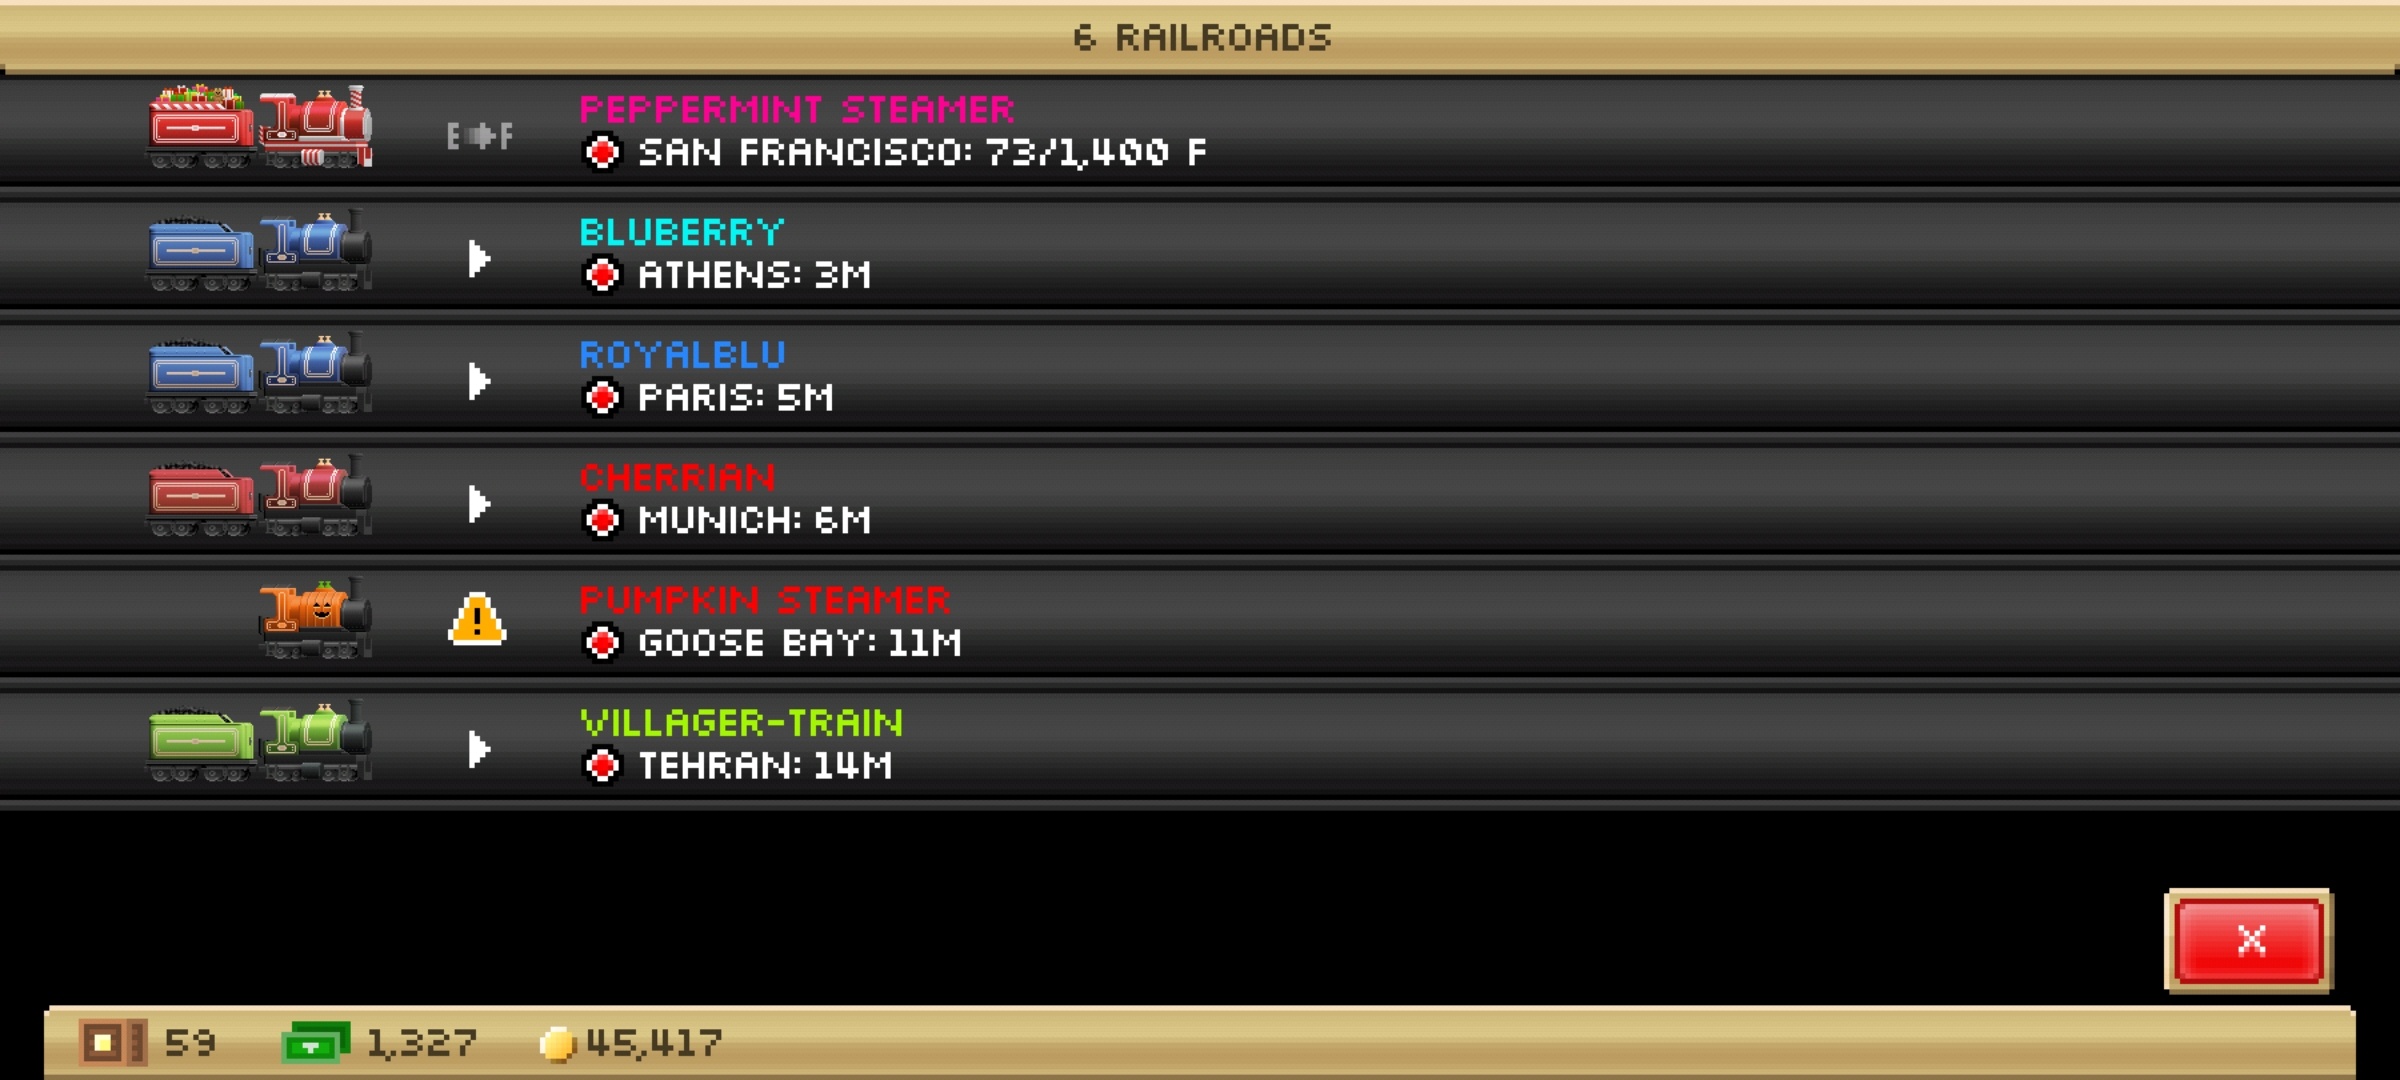 6 RAILROADS
PEPPERMINT STEAMER
E F
SAN FRANCISCO: 73/1,400 F
BLUBERRY
ATHENS: 3M
ROYALBLU
PARIS: 5M
CHERRIAN
MUNICH: 6M
PUMPKIN STEAMER
!
GOOSE BAY: 11M
VILLAGER-TRAIN
TEHRAN: 14M
X
59 1,327 45,417